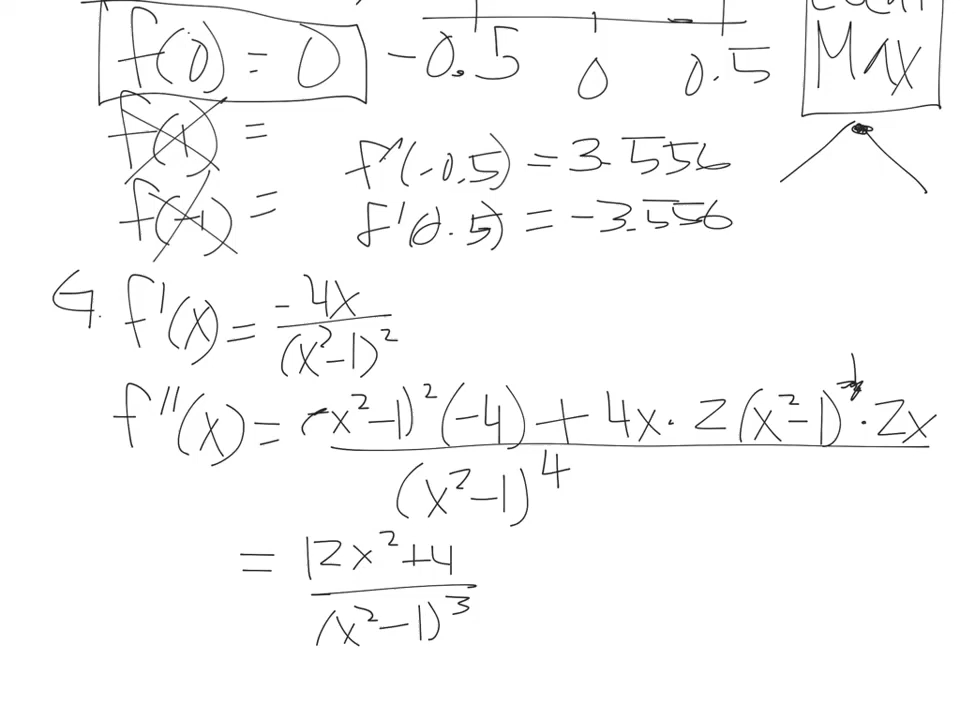 f(0) = 0
-0.5 0 0.5
MAX
f(1) =
f(-1) =
f'(-0.5) = 3.556
f'(0.5) = -3.556
G. f'(x) = -4x / (x²-1)²
f''(x) = (x²-1)²(-4) + 4x · 2(x²-1) · 2x / (x²-1)⁴
= 12x²+4 / (x²-1)³